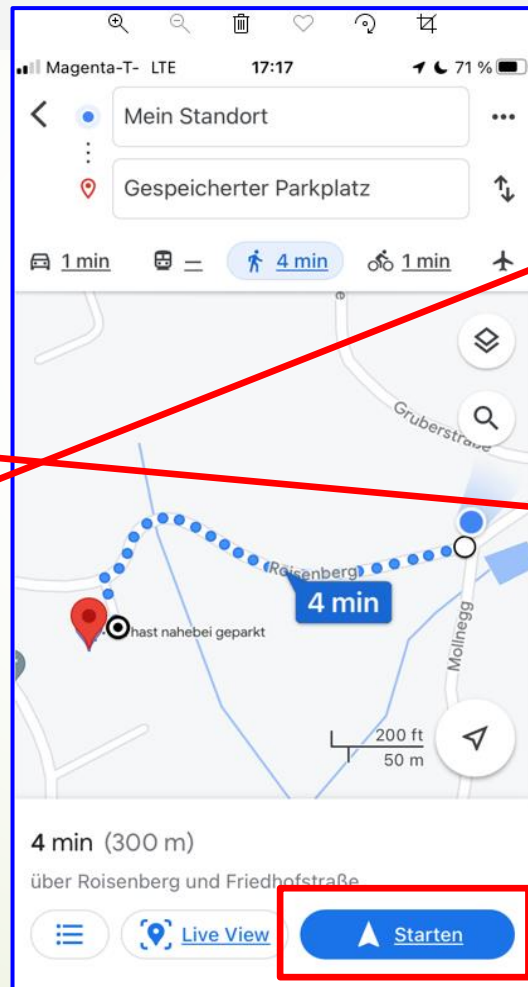 Magenta-T- LTE 17:17 71 %
Mein Standort
Gespeicherter Parkplatz
1 min
4 min
1 min
e
Gruberstraße
Roisenberg
4 min
hast nahebei geparkt
Mollnegg
200 ft
50 m
4 min (300 m)
über Roisenberg und Friedhofstraße
Live View
Starten